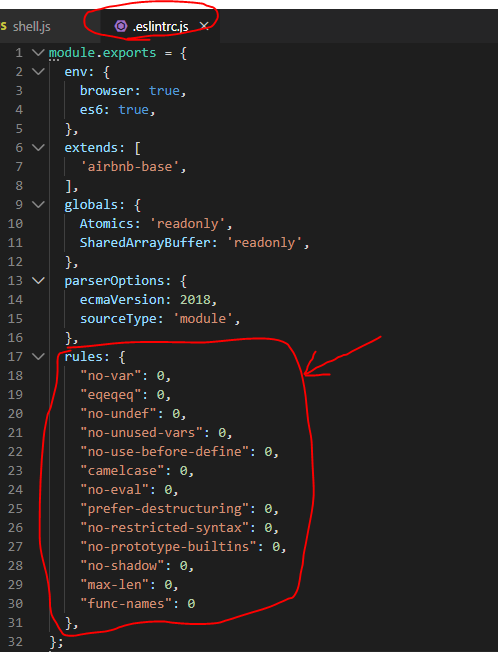 shell.js
.eslintrc.js ×
1 module.exports = {
2 env: {
3 browser: true,
4 es6: true,
5 },
6 extends: [
7 'airbnb-base',
8 ],
9 globals: {
10 Atomics: 'readonly',
11 SharedArrayBuffer: 'readonly',
12 },
13 parserOptions: {
14 ecmaVersion: 2018,
15 sourceType: 'module',
16 },
17 rules: {
18 "no-var": 0,
19 "eqeqeq": 0,
20 "no-undef": 0,
21 "no-unused-vars": 0,
22 "no-use-before-define": 0,
23 "camelcase": 0,
24 "no-eval": 0,
25 "prefer-destructuring": 0,
26 "no-restricted-syntax": 0,
27 "no-prototype-builtins": 0,
28 "no-shadow": 0,
29 "max-len": 0,
30 "func-names": 0
31 },
32 };